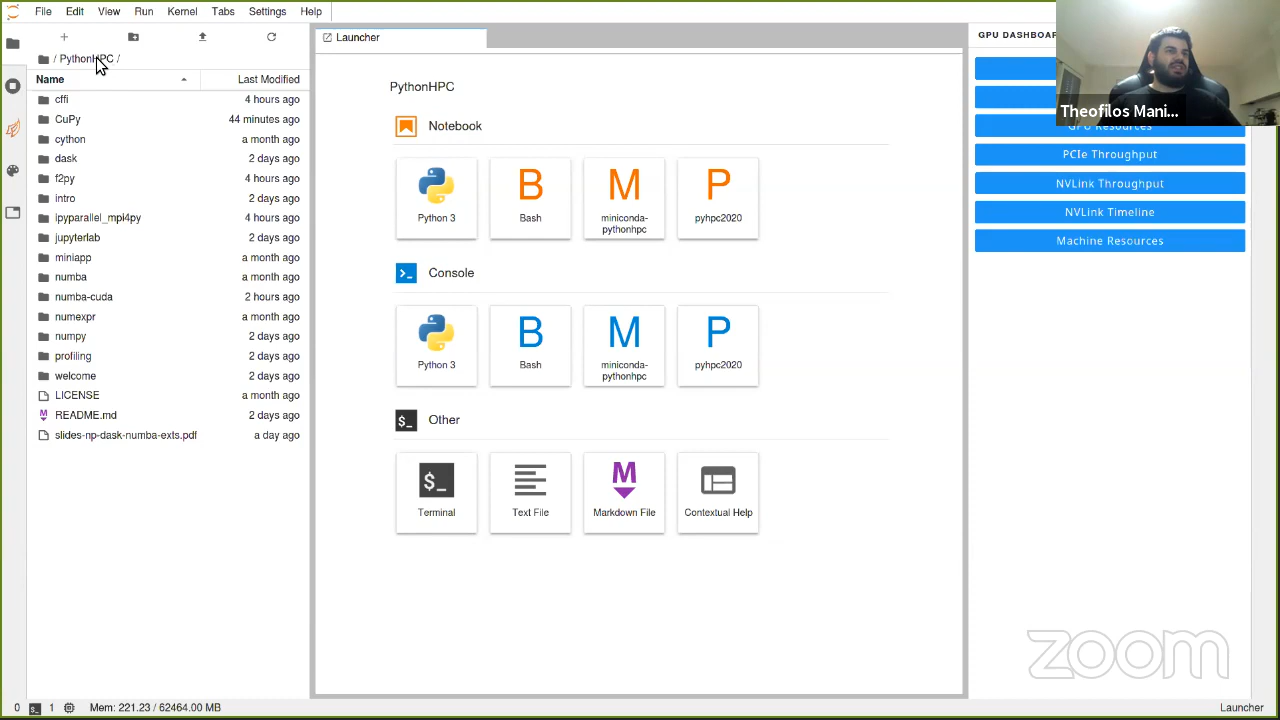 File Edit View Run Kernel Tabs Settings Help
/ PythonHPC /
Name Last Modified
cffi 4 hours ago
CuPy 44 minutes ago
cython a month ago
dask 2 days ago
f2py 4 hours ago
intro 2 days ago
Ipyparallel_mpi4py 4 hours ago
jupyterlab 2 days ago
miniapp a month ago
numba a month ago
numba-cuda 2 hours ago
numexpr a month ago
numpy 2 days ago
profiling 2 days ago
welcome 2 days ago
LICENSE a month ago
README.md 2 days ago
slides-np-dask-numba-exts.pdf a day ago
Launcher
PythonHPC
Notebook
Python 3
B
Bash
M
miniconda-
pythonhpc
P
pyhpc2020
Console
Python 3
B
Bash
M
miniconda-
pythonhpc
P
pyhpc2020
Other
$_
Terminal
Text File
M
Markdown File
Contextual Help
GPU DASHBOAR
Theofilos Mani...
GPU Resources
PCIe Throughput
NVLink Throughput
NVLink Timeline
Machine Resources
zoom
0 $_ 1 Mem: 221.23 / 62464.00 MB
Launcher